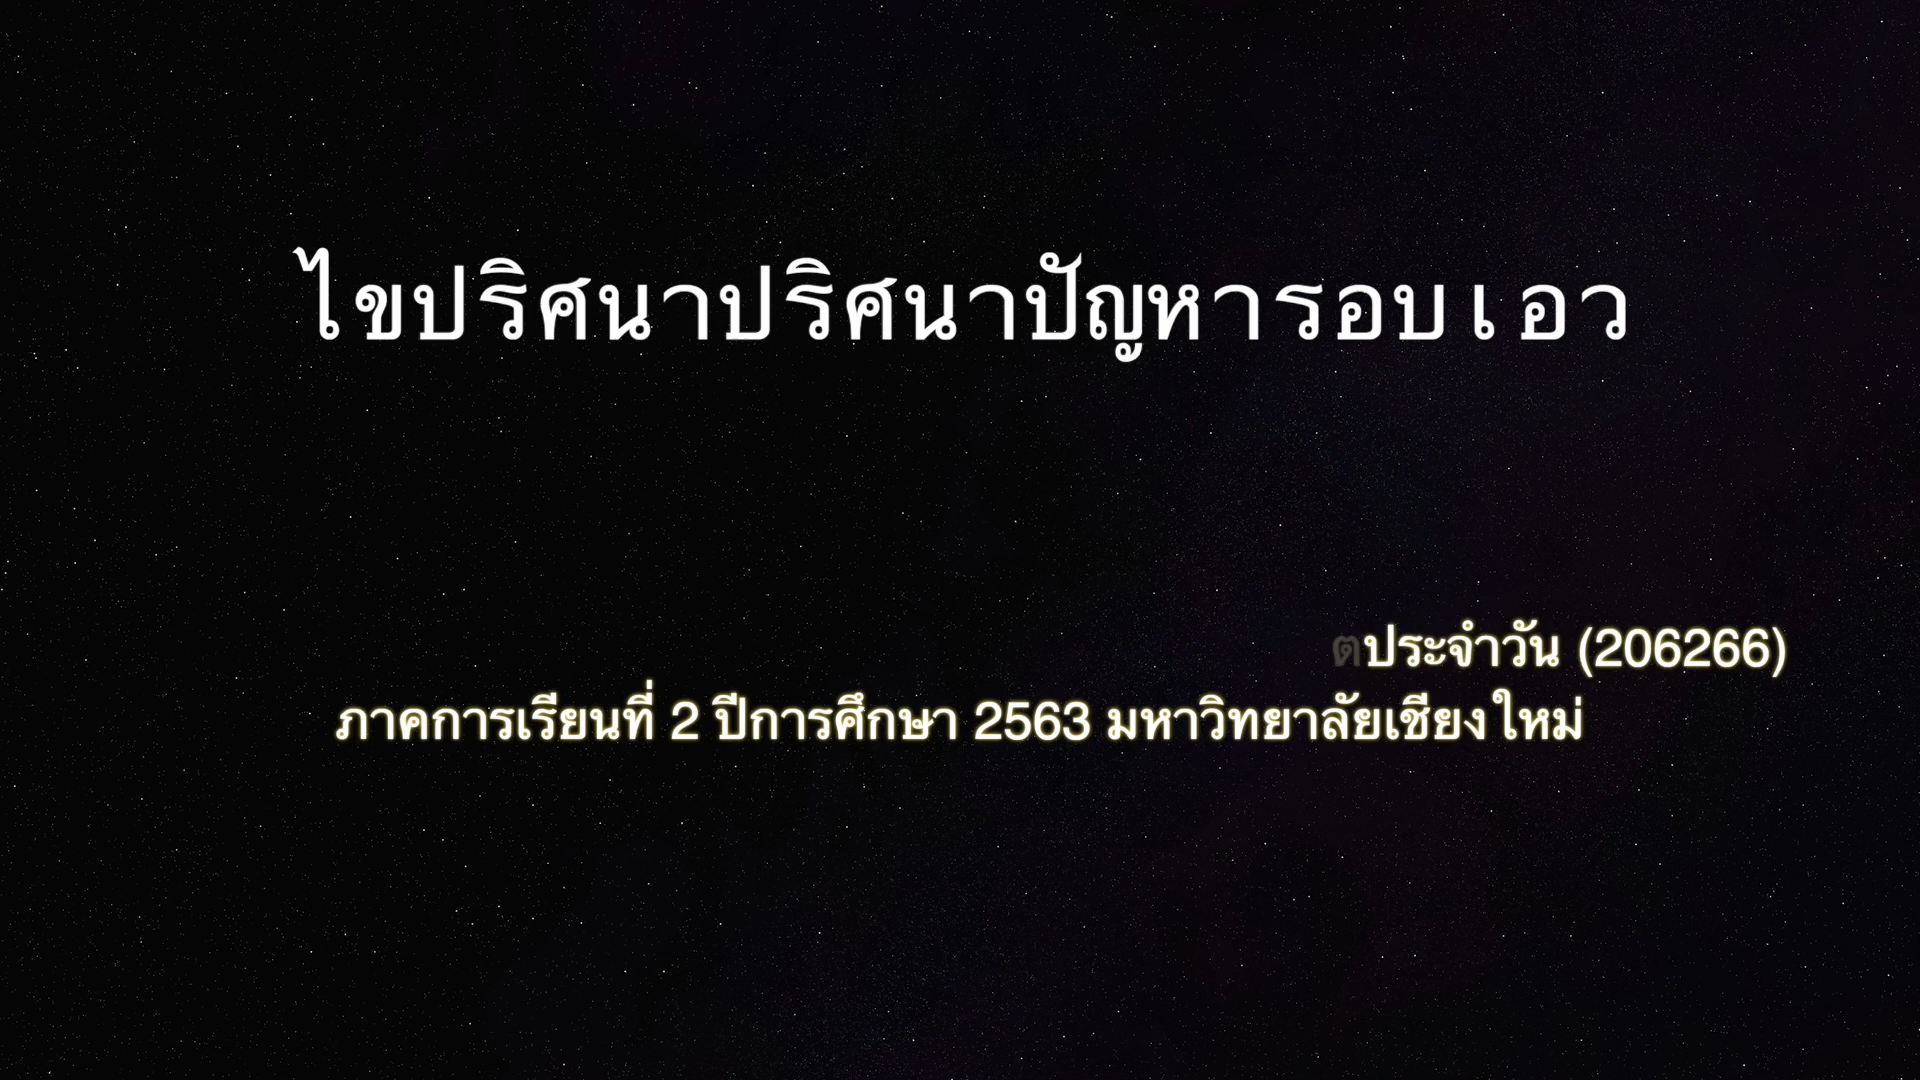 ไขปริศนาปริศนาปัญหารอบเอว
ตประจำวัน (206266)
ภาคการเรียนที่ 2 ปีการศึกษา 2563 มหาวิทยาลัยเชียงใหม่